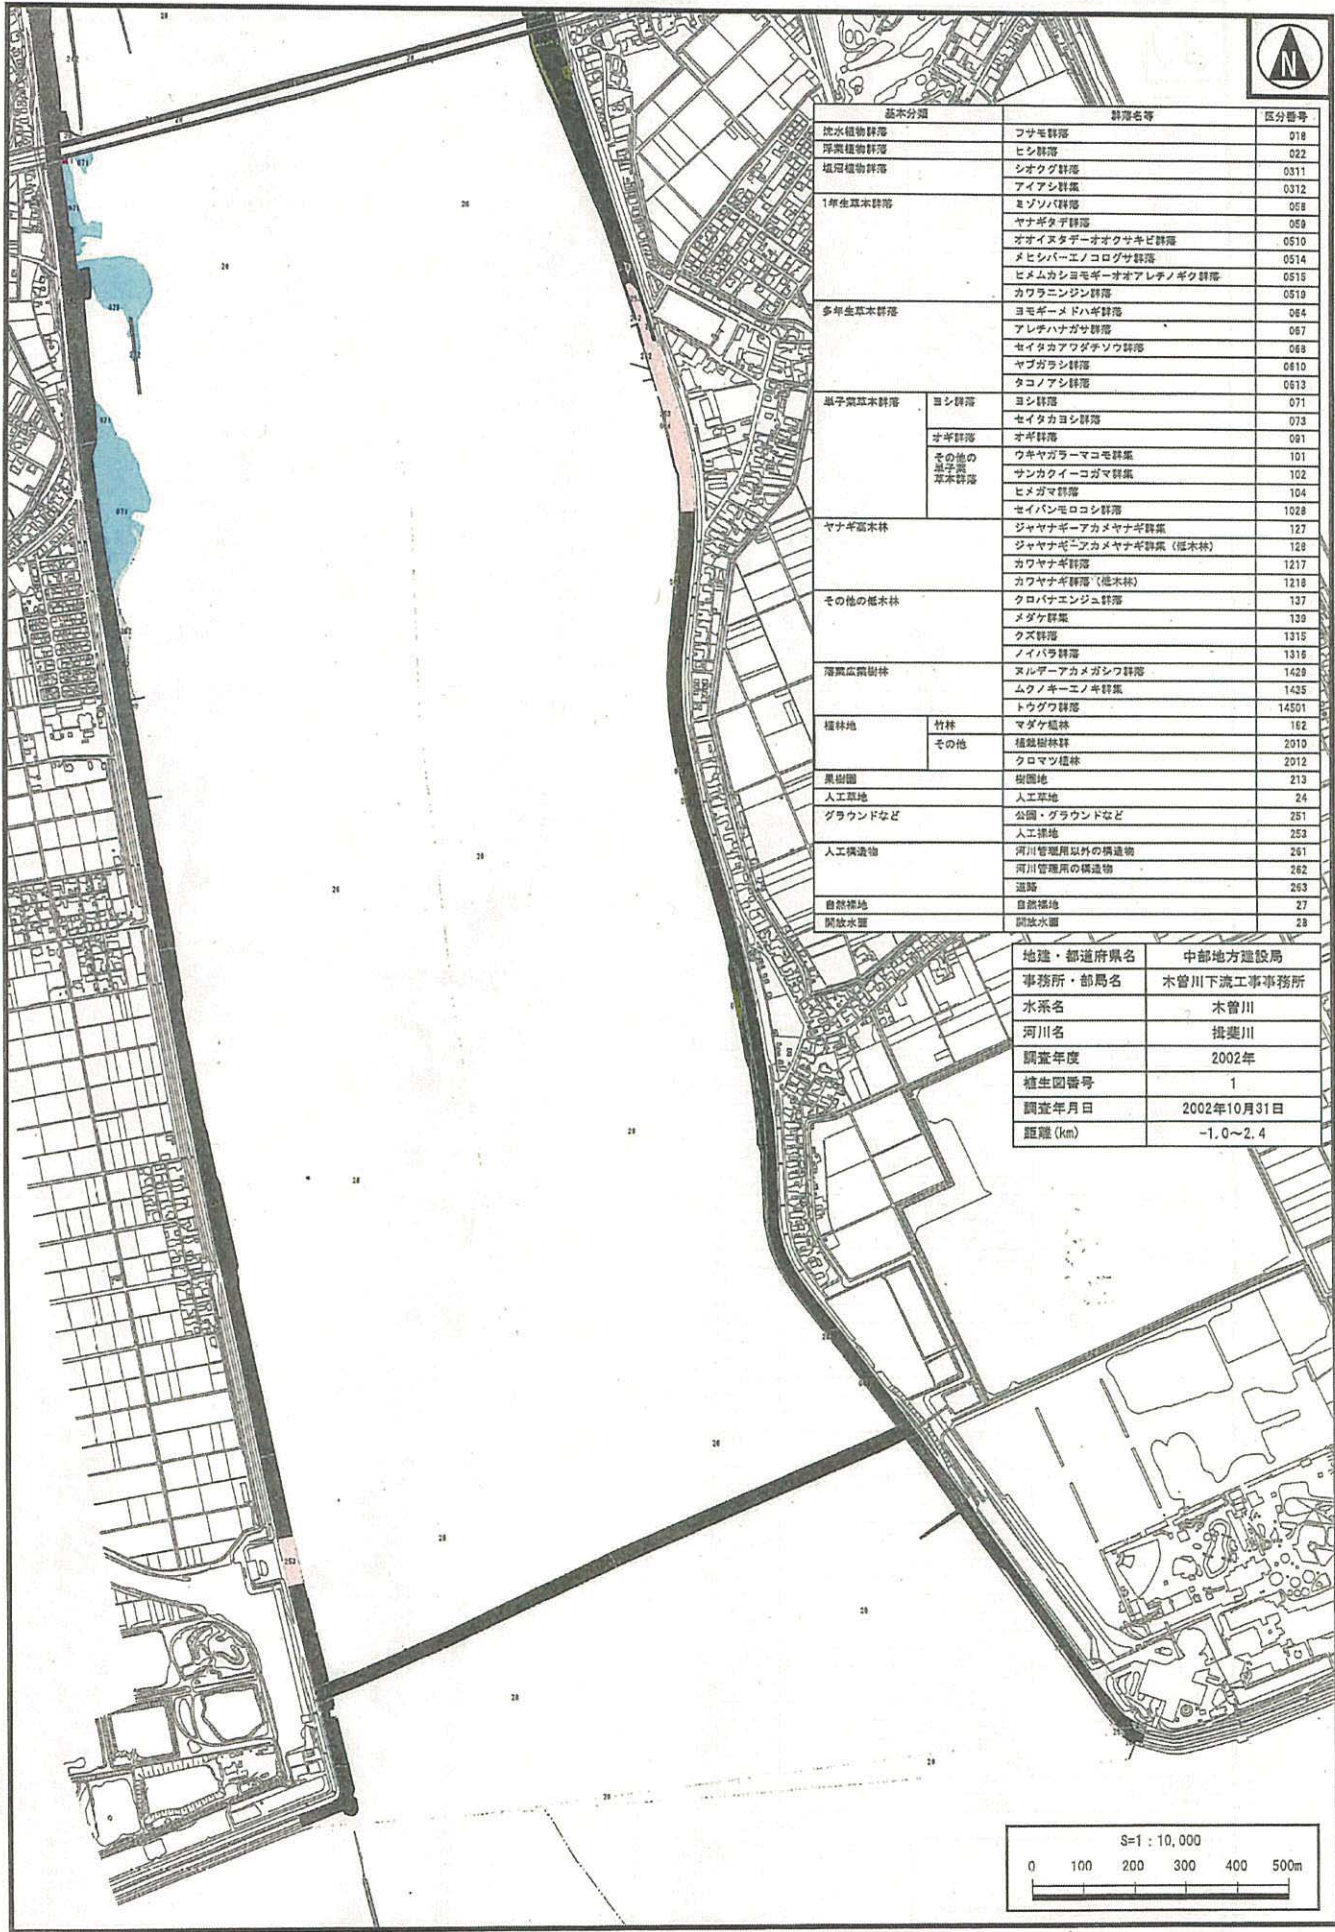 N
基本分類 群落名等 区分番号
沈水植物群落 フサモ群落 018
浮葉植物群落 ヒシ群落 022
塩沼植物群落 シオクグ群落 0311
アイアシ群集 0312
1年生草本群落 ミゾソバ群落 058
ヤナギタデ群落 059
オオイヌタデーオオクサキビ群落 0510
メヒシバーエノコログサ群落 0514
ヒメムカシヨモギーオオアレチノギク群落 0515
カワラニンジン群落 0519
多年生草本群落 ヨモギーメドハギ群落 064
アレチハナガサ群落 067
セイタカアワダチソウ群落 068
ヤブガラシ群落 0610
タコノアシ群落 0613
単子葉草本群落 ヨシ群落 ヨシ群落 071
セイタカヨシ群落 073
オギ群落 オギ群落 091
その他の単子葉草本群落 ウキヤガラーマコモ群集 101
サンカクイーコガマ群集 102
ヒメガマ群落 104
セイバンモロコシ群落 1028
ヤナギ高木林 ジャヤナギーアカメヤナギ群集 127
ジャヤナギーアカメヤナギ群集（低木林） 128
カワヤナギ群落 1217
カワヤナギ群落（低木林） 1218
その他の低木林 クロバナエンジュ群落 137
メダケ群集 139
クズ群落 1315
ノイバラ群落 1316
落葉広葉樹林 ヌルデーアカメガシワ群落 1429
ムクノキーエノキ群集 1435
トウグワ群落 14501
植林地 竹林 マダケ植林 162
その他 植栽樹林群 2010
クロマツ植林 2012
果樹園 樹園地 213
人工草地 人工草地 24
グラウンドなど 公園・グラウンドなど 251
人工裸地 253
人工構造物 河川管理用以外の構造物 261
河川管理用の構造物 262
道路 263
自然裸地 自然裸地 27
開放水面 開放水面 28
地建・都道府県名 中部地方建設局
事務所・部局名 木曽川下流工事事務所
水系名 木曽川
河川名 揖斐川
調査年度 2002年
植生図番号 1
調査年月日 2002年10月31日
距離(km) -1.0～2.4
28
28
28
071
071
28
28
28
28
28
28
253
28
28
28
28
28
S=1：10,000
0 100 200 300 400 500m